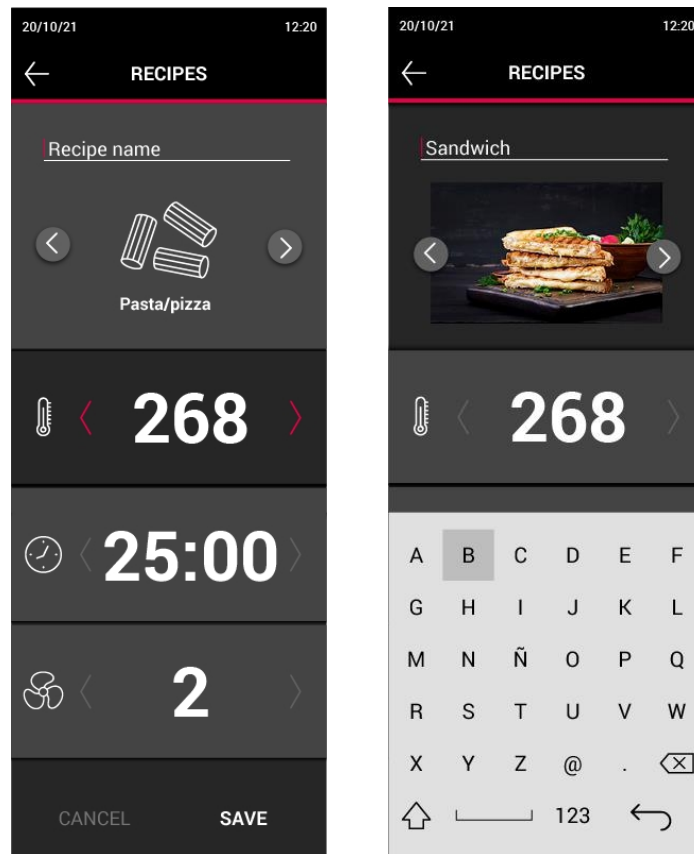 20/10/21 12:20
RECIPES
Recipe name
Pasta/pizza
268
25:00
2
CANCEL SAVE
20/10/21 12:20
RECIPES
Sandwich
268
A B C D E F
G H I J K L
M N Ñ O P Q
R S T U V W
X Y Z @ .
123